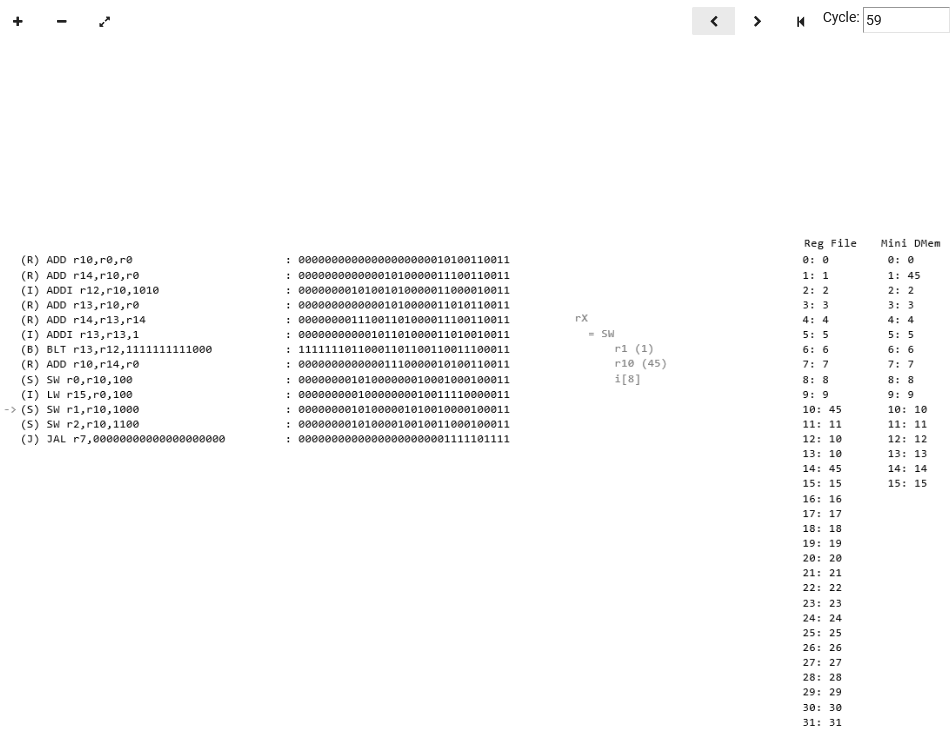 Cycle: 59
Reg File Mini DMem
(R) ADD r10,r0,r0 : 00000000000000000000010100110011 0: 0 0: 0
(R) ADD r14,r10,r0 : 00000000000001010000011100110011 1: 1 1: 45
(I) ADDI r12,r10,1010 : 00000000101001010000011000010011 2: 2 2: 2
(R) ADD r13,r10,r0 : 00000000000001010000011010110011 3: 3 3: 3
(R) ADD r14,r13,r14 : 00000000111001101000011100110011 rX 4: 4 4: 4
(I) ADDI r13,r13,1 : 00000000000101101000011010010011 = SW 5: 5 5: 5
(B) BLT r13,r12,1111111111000 : 11111110110001101100110011100011 r1 (1) 6: 6 6: 6
(R) ADD r10,r14,r0 : 00000000000001110000010100110011 r10 (45) 7: 7 7: 7
(S) SW r0,r10,100 : 00000000101000000010001000100011 i[8] 8: 8 8: 8
(I) LW r15,r0,100 : 00000000010000000010011110000011 9: 9 9: 9
-> (S) SW r1,r10,1000 : 00000000101000001010010000100011 10: 45 10: 10
(S) SW r2,r10,1100 : 00000000101000010010011000100011 11: 11 11: 11
(J) JAL r7,00000000000000000000 : 00000000000000000000001111101111 12: 10 12: 12
13: 10 13: 13
14: 45 14: 14
15: 15 15: 15
16: 16
17: 17
18: 18
19: 19
20: 20
21: 21
22: 22
23: 23
24: 24
25: 25
26: 26
27: 27
28: 28
29: 29
30: 30
31: 31